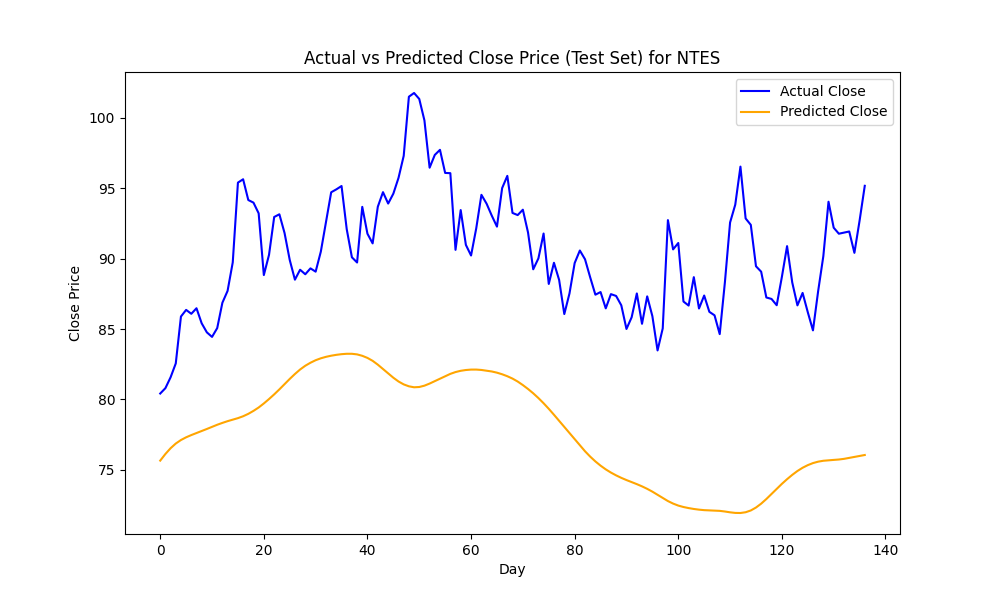 Actual vs Predicted Close Price (Test Set) for NTES
Actual Close
Predicted Close
Close Price
100
95
90
85
80
75
0 20 40 60 80 100 120 140
Day